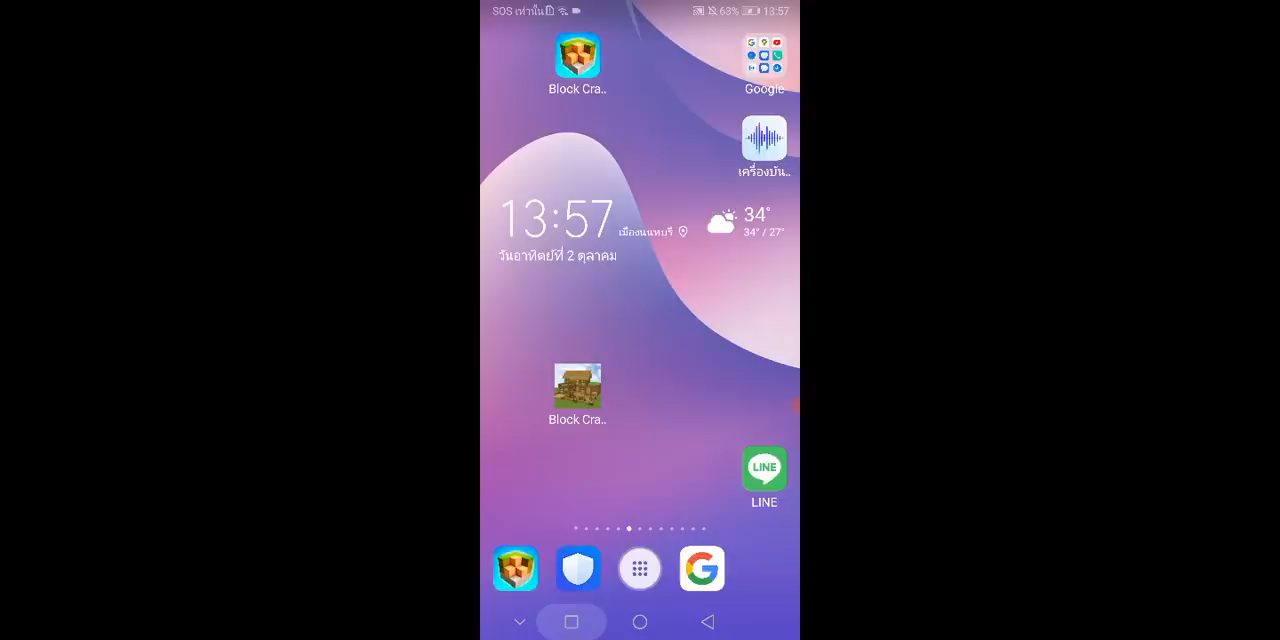 SOS เท่านั้น 63% 13:57
Block Cra..
Google
เครื่องบัน..
13:57 เมืองนนทบุรี 34°
34° / 27°
วันอาทิตย์ที่ 2 ตุลาคม
Block Cra..
LINE
LINE